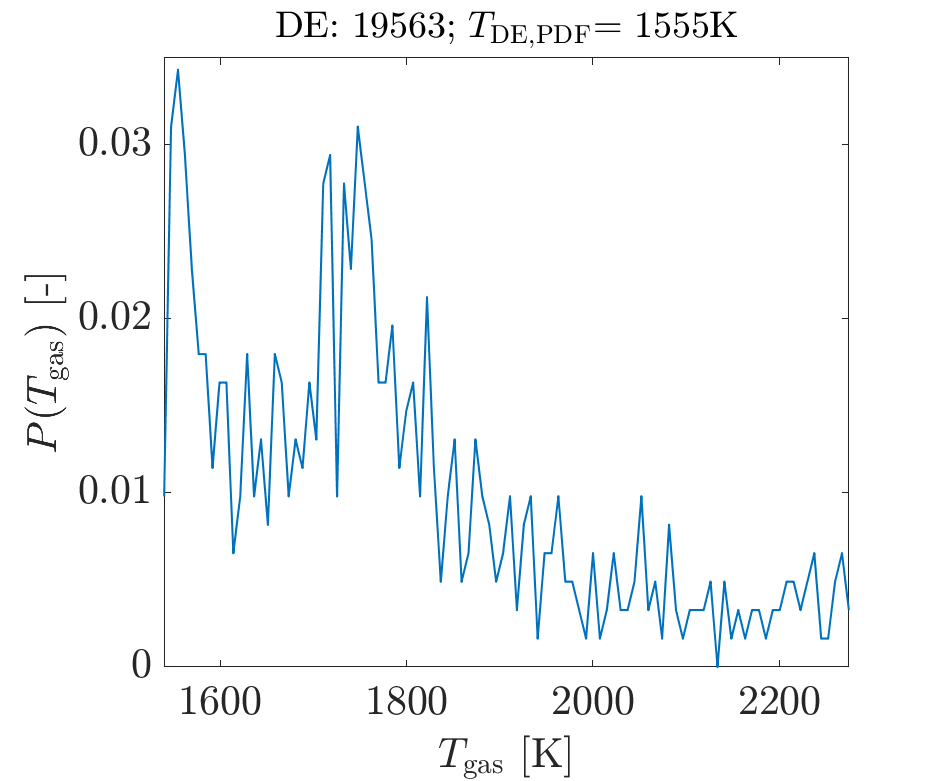 DE: 19563; T_DE,PDF= 1555K
P(T_gas) [-]
0.03
0.02
0.01
0
1600 1800 2000 2200
T_gas [K]